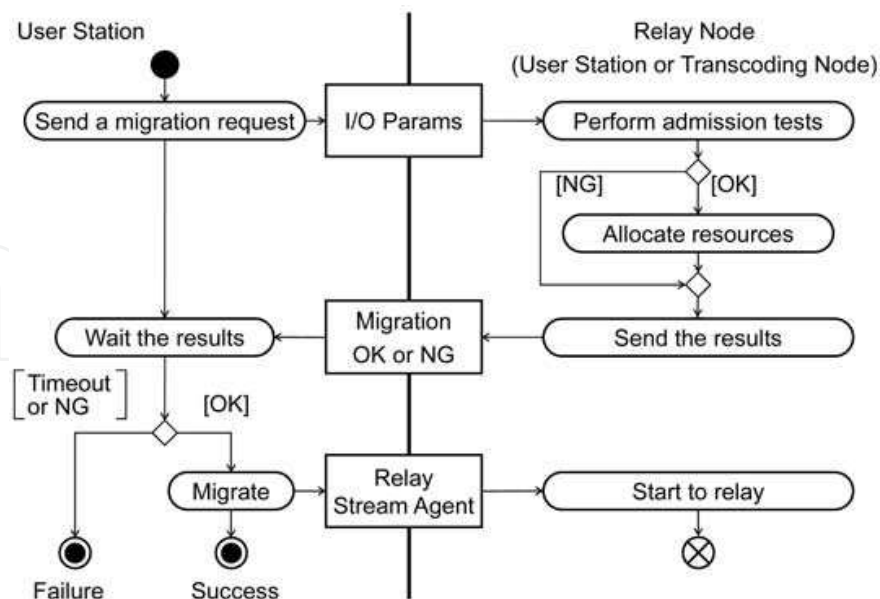 User Station
Relay Node
(User Station or Transcoding Node)
Send a migration request
I/O Params
Perform admission tests
[NG]
[OK]
Allocate resources
Wait the results
Migration
OK or NG
Send the results
[Timeout
or NG]
[OK]
Migrate
Relay
Stream Agent
Start to relay
Failure
Success